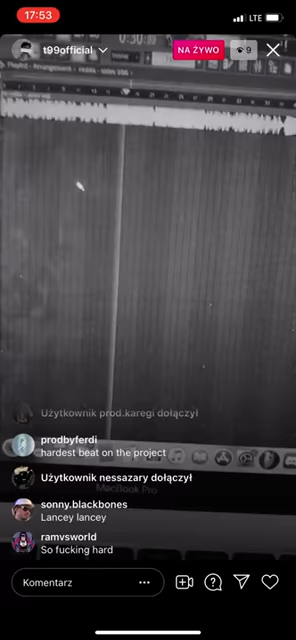 17:53
LTE
t99official
NA ŻYWO
9
Użytkownik prod.karegi dołączył
prodbyferdi
hardest beat on the project
Użytkownik nessazary dołączył
MacBook Pro
sonny.blackbones
Lancey lancey
ramvsworld
So fucking hard
Komentarz